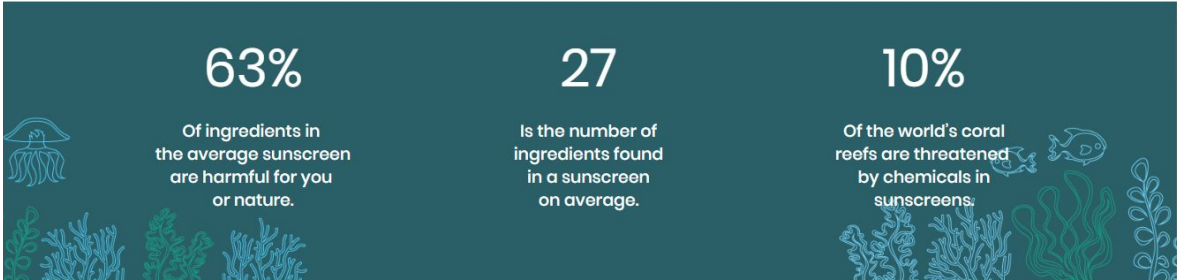 63%
Of ingredients in
the average sunscreen
are harmful for you
or nature.
27
Is the number of
ingredients found
in a sunscreen
on average.
10%
Of the world's coral
reefs are threatened
by chemicals in
sunscreens.